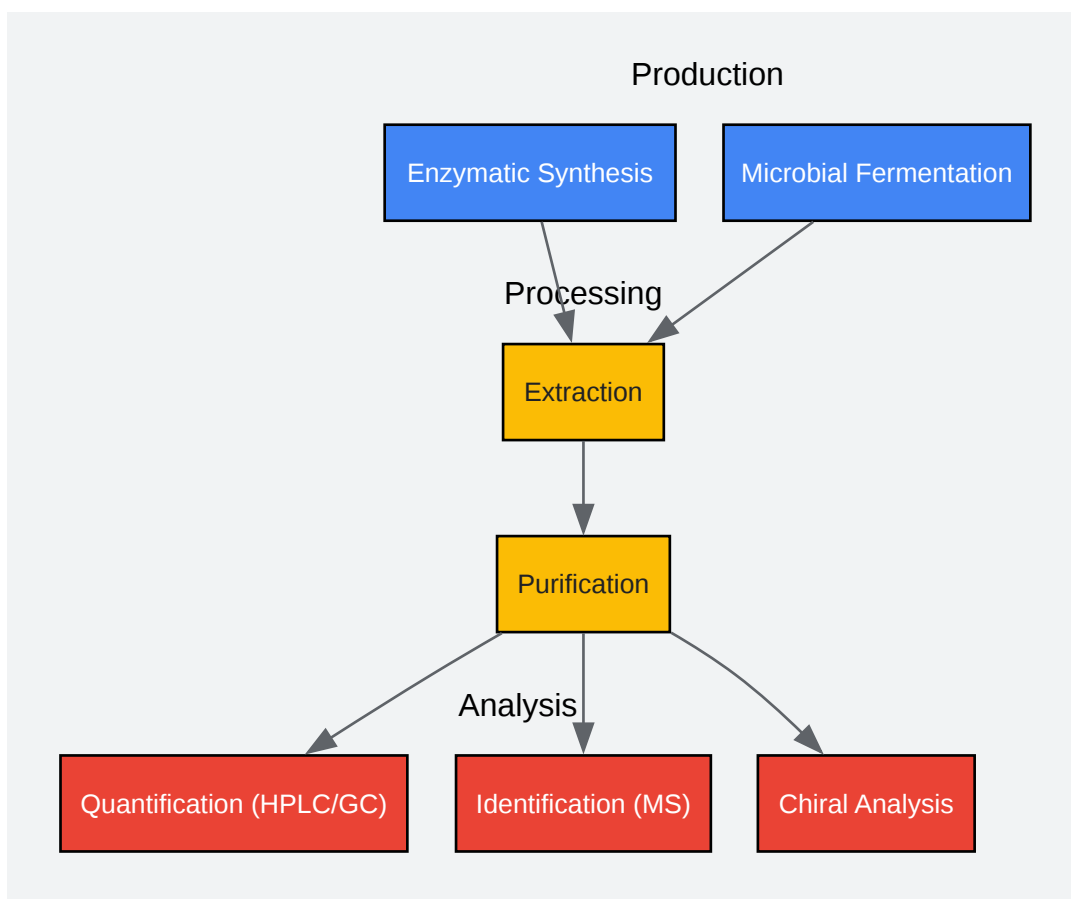 Production
Enzymatic Synthesis
Microbial Fermentation
Processing
Extraction
Purification
Analysis
Quantification (HPLC/GC)
Identification (MS)
Chiral Analysis